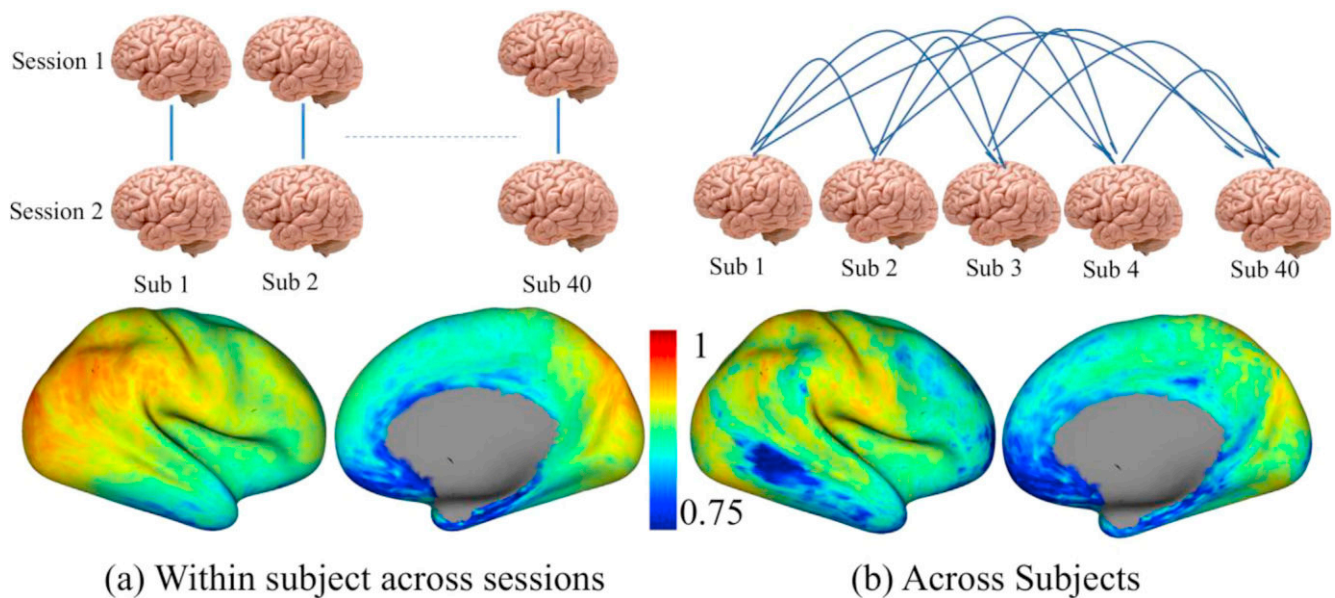 Session 1
Session 2
Sub 1
Sub 2
Sub 40
Sub 1
Sub 2
Sub 3
Sub 4
Sub 40
1
0.75
(a) Within subject across sessions
(b) Across Subjects